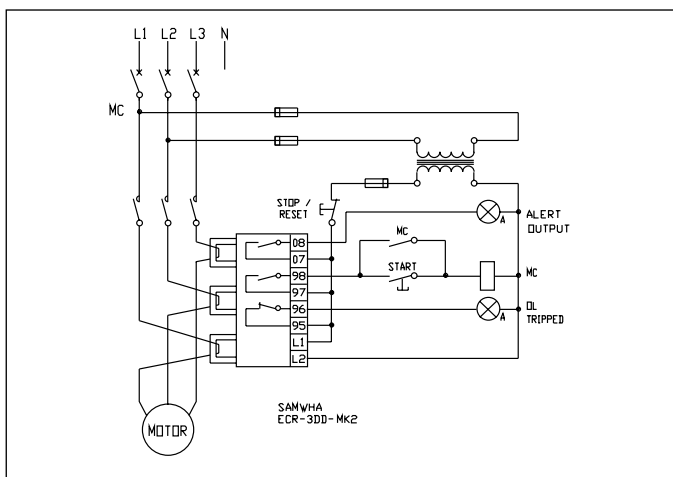 L1 L2 L3 N
MC
STOP /
RESET
08
07
98
97
96
95
L1
L2
MC
START
A
ALERT
OUTPUT
MC
A
OL
TRIPPED
SAMWHA
ECR-3DD-MK2
MOTOR